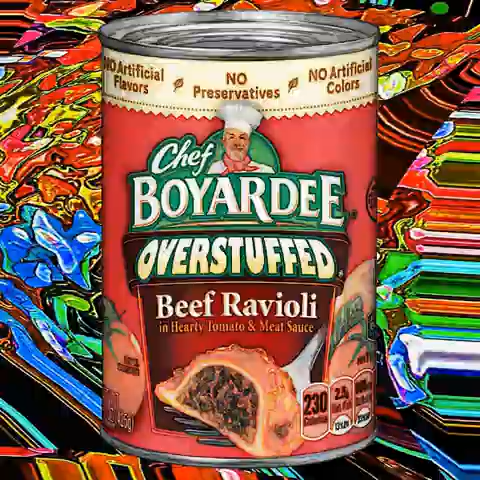 NO Artificial
Flavors
NO
Preservatives
NO Artificial
Colors
Chef
BOYARDEE
OVERSTUFFED
Beef Ravioli
in Hearty Tomato & Meat Sauce
230